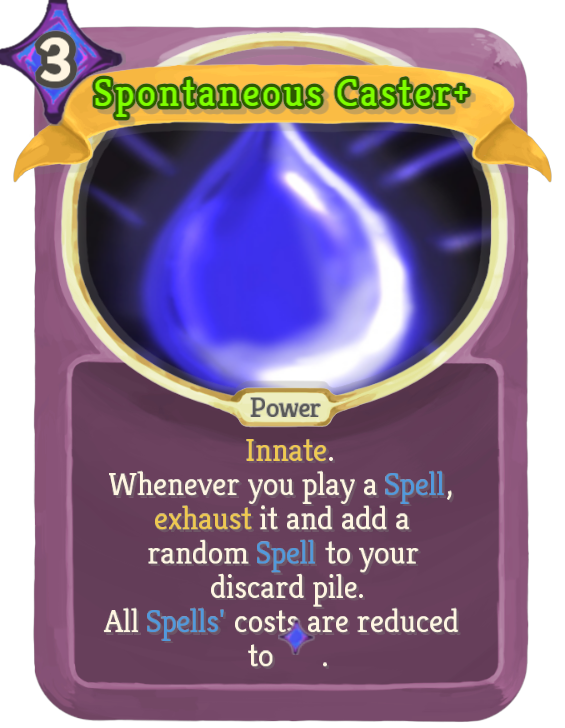 3
Spontaneous Caster+
Power
Innate.
Whenever you play a Spell,
exhaust it and add a
random Spell to your
discard pile.
All Spells' costs are reduced
to .